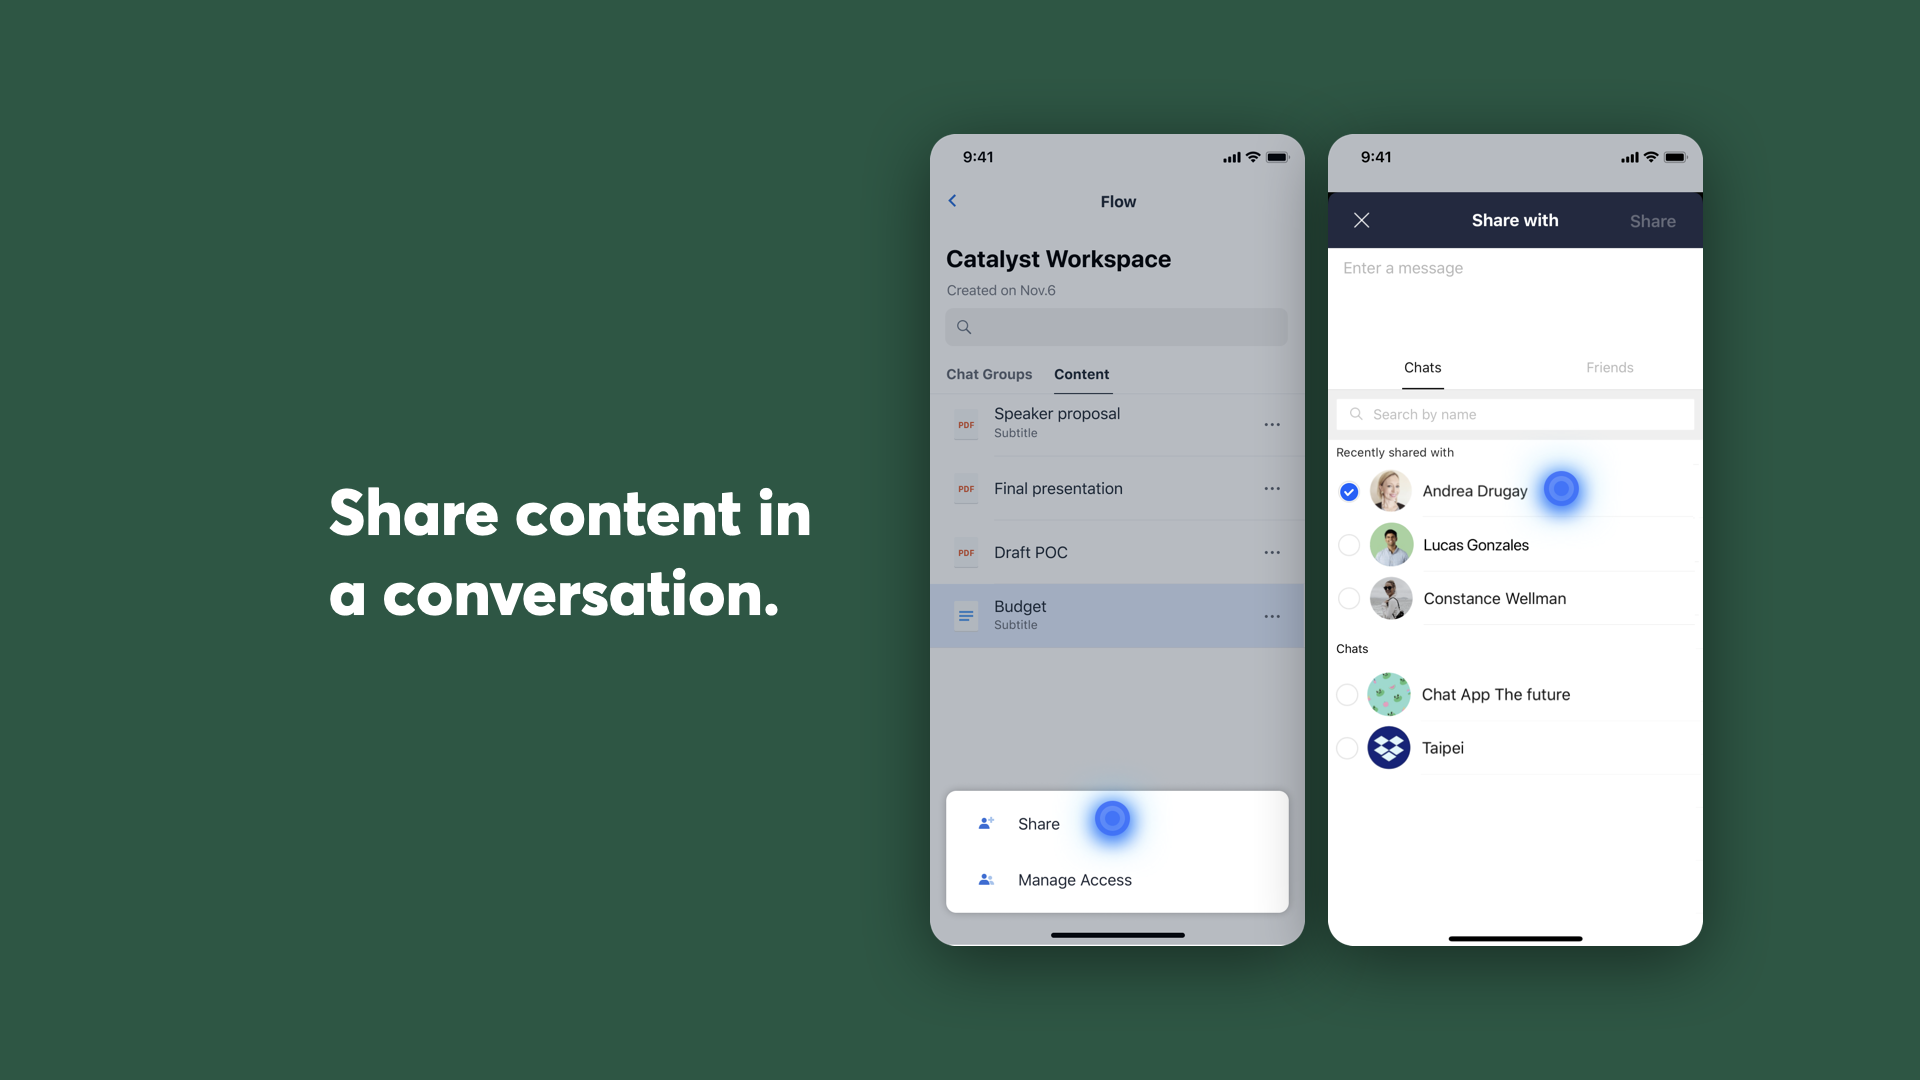 Share content in
a conversation.
9:41
Flow
Catalyst Workspace
Created on Nov.6
Chat Groups Content
PDF Speaker proposal
Subtitle
PDF Final presentation
PDF Draft POC
Budget
Subtitle
Share
Manage Access
9:41
Share with Share
Enter a message
Chats Friends
Search by name
Recently shared with
Andrea Drugay
Lucas Gonzales
Constance Wellman
Chats
Chat App The future
Taipei